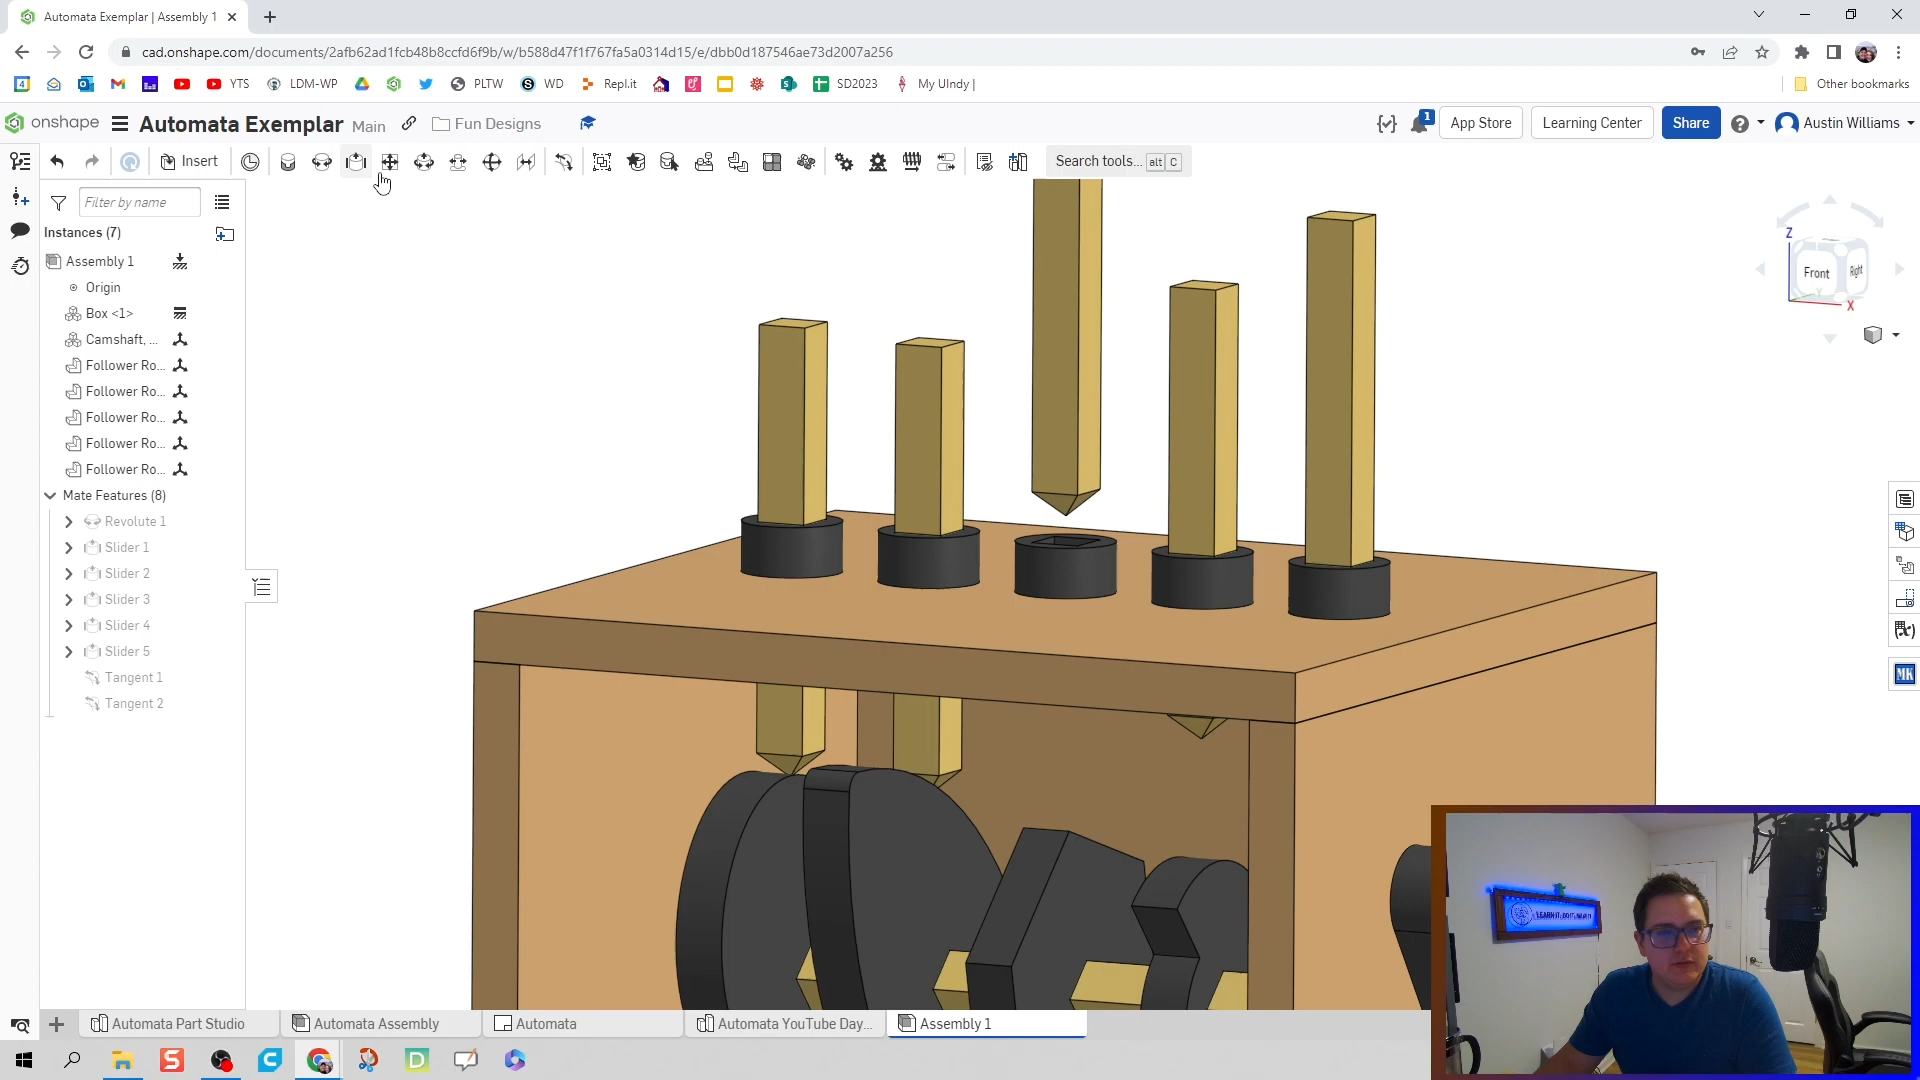 Automata Exemplar | Assembly 1
cad.onshape.com/documents/2afb62ad1fcb48b8ccfd6f9b/w/b588d47f1f767fa5a0314d15/e/dbb0d187546ae73d2007a256
YTS
LDM-WP
PLTW
WD
Repl.it
SD2023
My UIndy |
Other bookmarks
onshape
Automata Exemplar
Main
Fun Designs
1
App Store
Learning Center
Share
Austin Williams
Insert
Search tools...
alt C
Filter by name
Instances (7)
Assembly 1
Origin
Box <1>
Camshaft, ...
Follower Ro...
Follower Ro...
Follower Ro...
Follower Ro...
Follower Ro...
Mate Features (8)
Revolute 1
Slider 1
Slider 2
Slider 3
Slider 4
Slider 5
Tangent 1
Tangent 2
Z
Front
Right
X
MK
Automata Part Studio
Automata Assembly
Automata
Automata YouTube Day...
Assembly 1